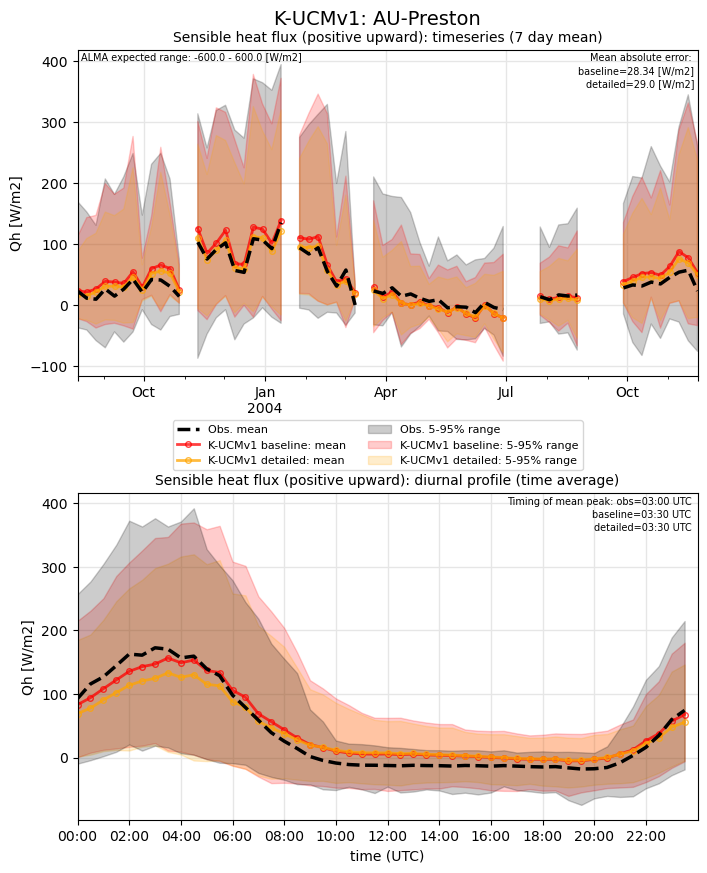 K-UCMv1: AU-Preston
Sensible heat flux (positive upward): timeseries (7 day mean)
ALMA expected range: -600.0 - 600.0 [W/m2]
Mean absolute error:
baseline=28.34 [W/m2]
detailed=29.0 [W/m2]
Qh [W/m2]
400
300
200
100
0
−100
Oct
Jan
2004
Apr
Jul
Oct
Obs. mean
K-UCMv1 baseline: mean
K-UCMv1 detailed: mean
Obs. 5-95% range
K-UCMv1 baseline: 5-95% range
K-UCMv1 detailed: 5-95% range
Sensible heat flux (positive upward): diurnal profile (time average)
Timing of mean peak: obs=03:00 UTC
baseline=03:30 UTC
detailed=03:30 UTC
Qh [W/m2]
400
300
200
100
0
00:00 02:00 04:00 06:00 08:00 10:00 12:00 14:00 16:00 18:00 20:00 22:00
time (UTC)